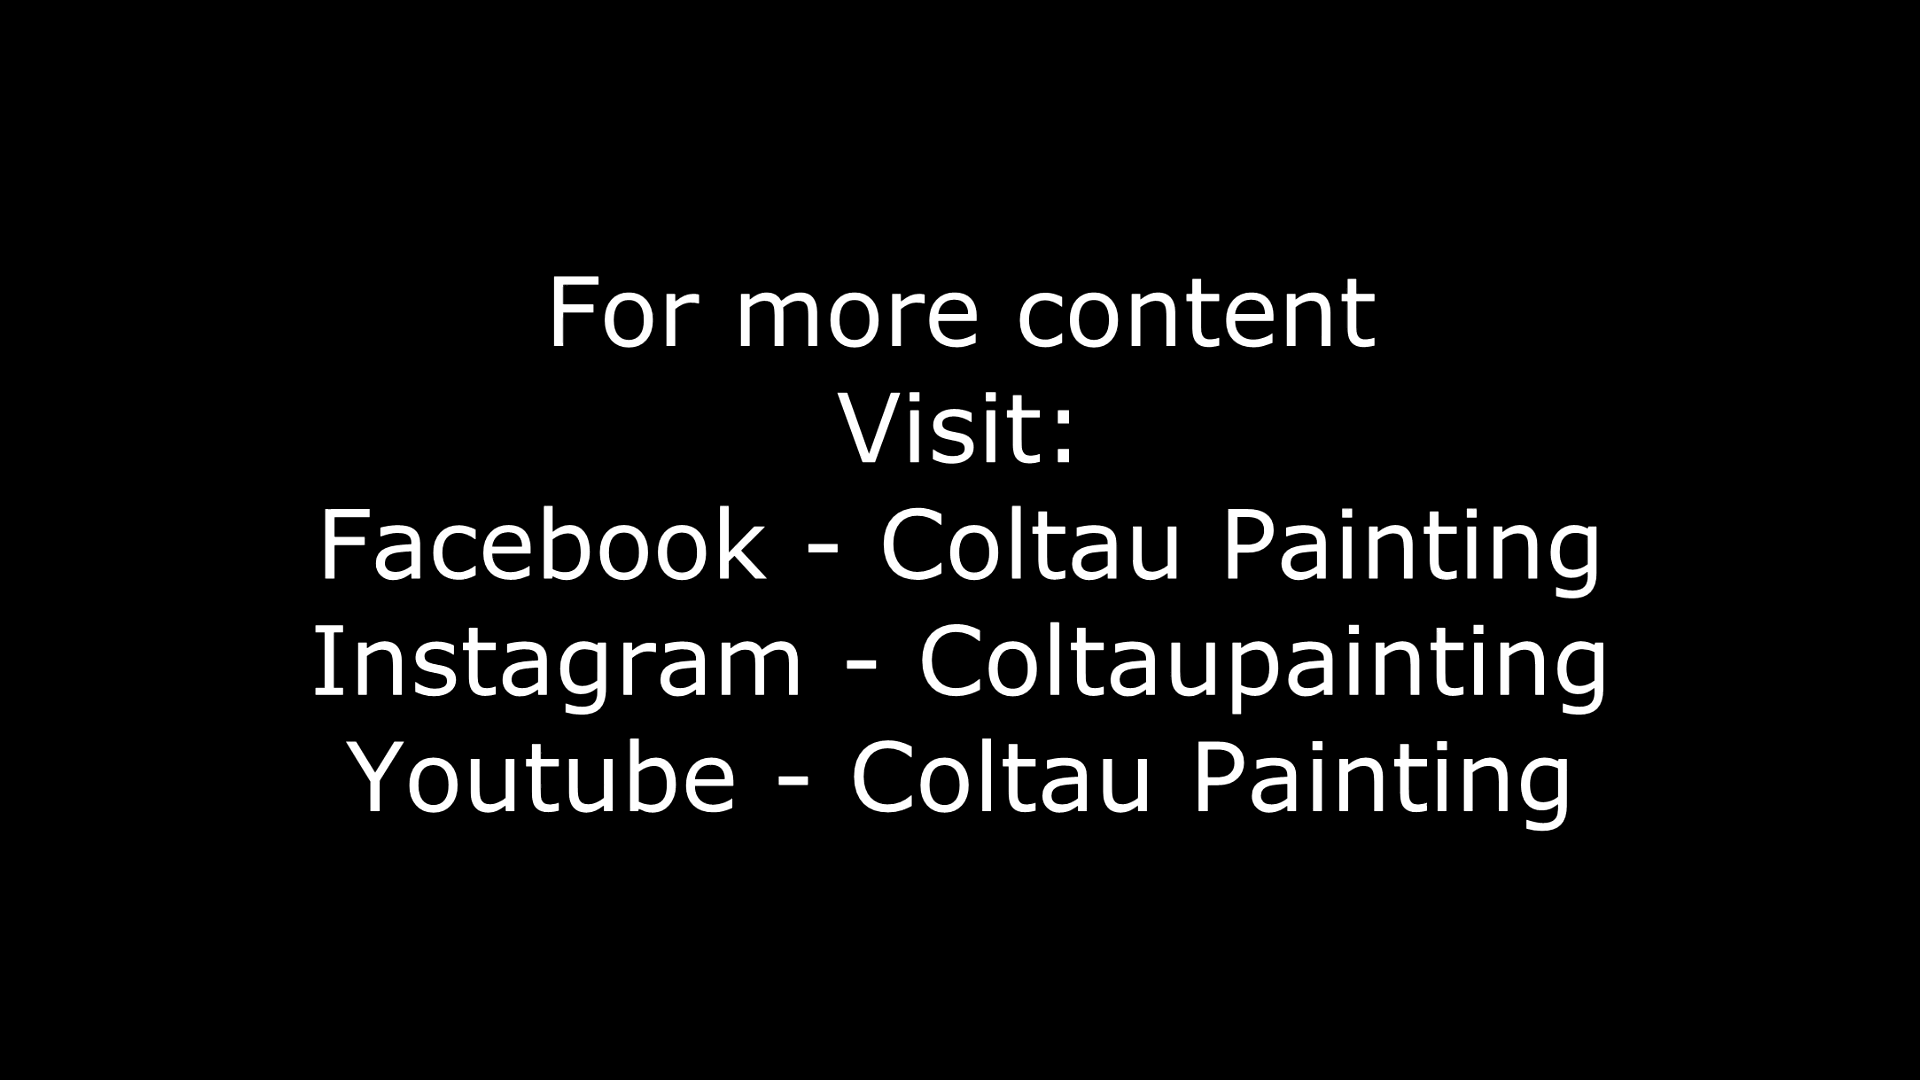 For more content
Visit:
Facebook - Coltau Painting
Instagram - Coltaupainting
Youtube - Coltau Painting